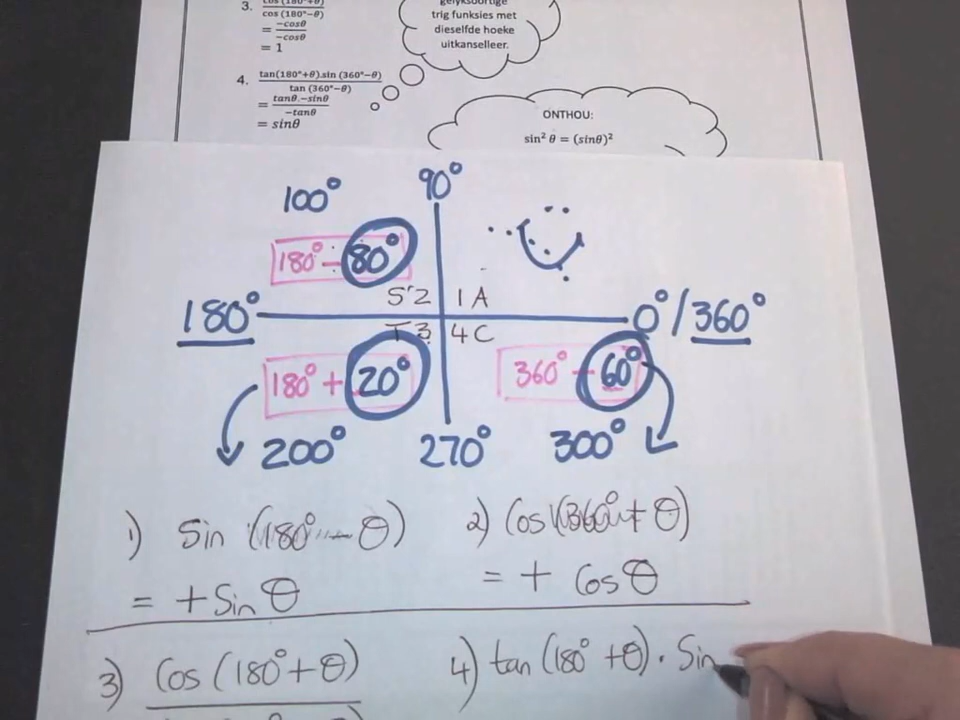 3. cos (180°+θ)
cos (180°−θ)
= −cosθ
−cosθ
= 1
gelyksoortige
trig funksies met
dieselfde hoeke
uitkanselleer.
4. tan(180°+θ).sin (360°−θ)
tan (360°−θ)
= tanθ.−sinθ
−tanθ
= sinθ
ONTHOU:
sin² θ = (sinθ)²
100° 90°
180° − 80°
S 2 1 A
180° 0° / 360°
T 3 4 C
180° + 20° 360° − 60°
200° 270° 300°
1) Sin (180° − θ) 2) Cos (360° + θ)
= + Sin θ = + Cos θ
3) Cos (180° + θ) 4) tan (180° + θ) · Sin